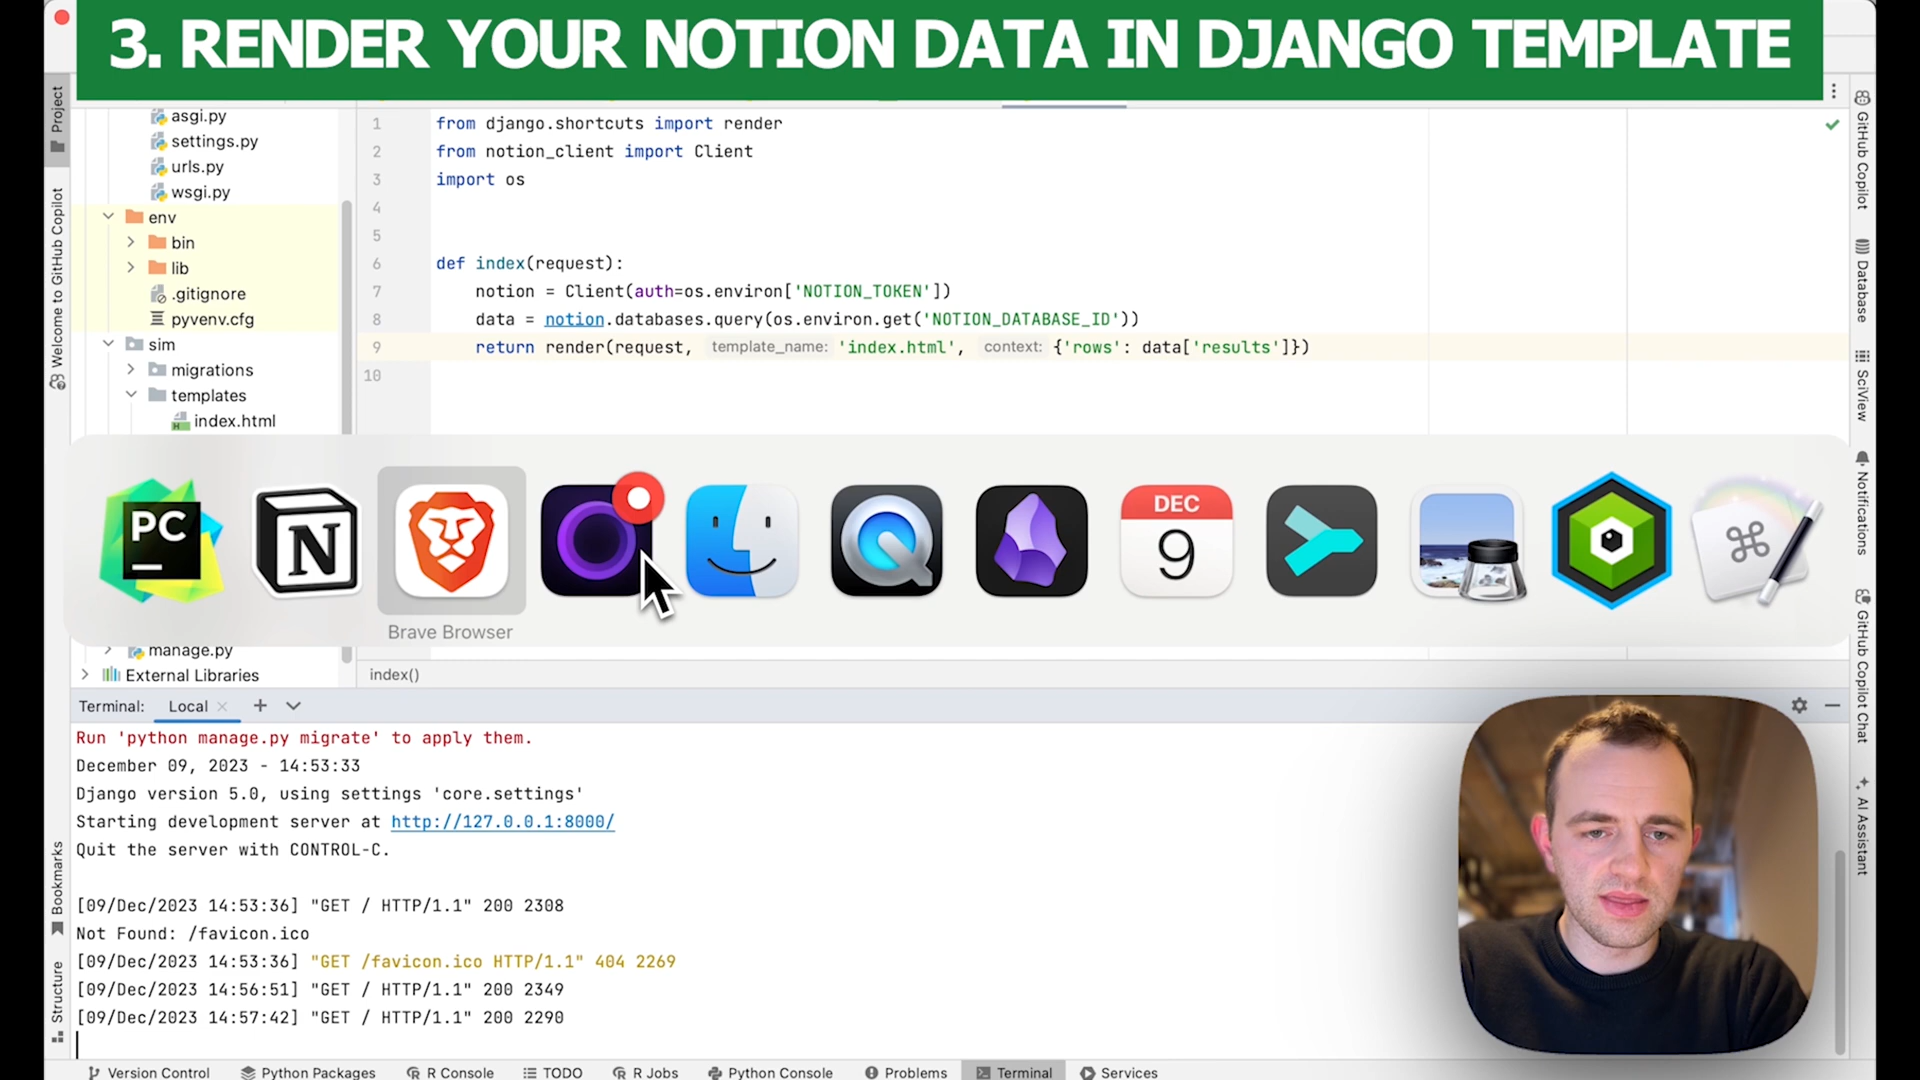 3. RENDER YOUR NOTION DATA IN DJANGO TEMPLATE
Project
Welcome to GitHub Copilot
Bookmarks
Structure
asgi.py
settings.py
urls.py
wsgi.py
env
bin
lib
.gitignore
pyvenv.cfg
sim
migrations
templates
index.html
manage.py
External Libraries
1 from django.shortcuts import render
2 from notion_client import Client
3 import os
4
5
6 def index(request):
7 notion = Client(auth=os.environ['NOTION_TOKEN'])
8 data = notion.databases.query(os.environ.get('NOTION_DATABASE_ID'))
9 return render(request, template_name: 'index.html', context: {'rows': data['results']})
10
PC
N
DEC
9
Brave Browser
index()
GitHub Copilot
Database
SciView
Notifications
GitHub Copilot Chat
AI Assistant
Terminal: Local
Run 'python manage.py migrate' to apply them.
December 09, 2023 - 14:53:33
Django version 5.0, using settings 'core.settings'
Starting development server at http://127.0.0.1:8000/
Quit the server with CONTROL-C.
[09/Dec/2023 14:53:36] "GET / HTTP/1.1" 200 2308
Not Found: /favicon.ico
[09/Dec/2023 14:53:36] "GET /favicon.ico HTTP/1.1" 404 2269
[09/Dec/2023 14:56:51] "GET / HTTP/1.1" 200 2349
[09/Dec/2023 14:57:42] "GET / HTTP/1.1" 200 2290
Version Control Python Packages R Console TODO R Jobs Python Console Problems Terminal Services